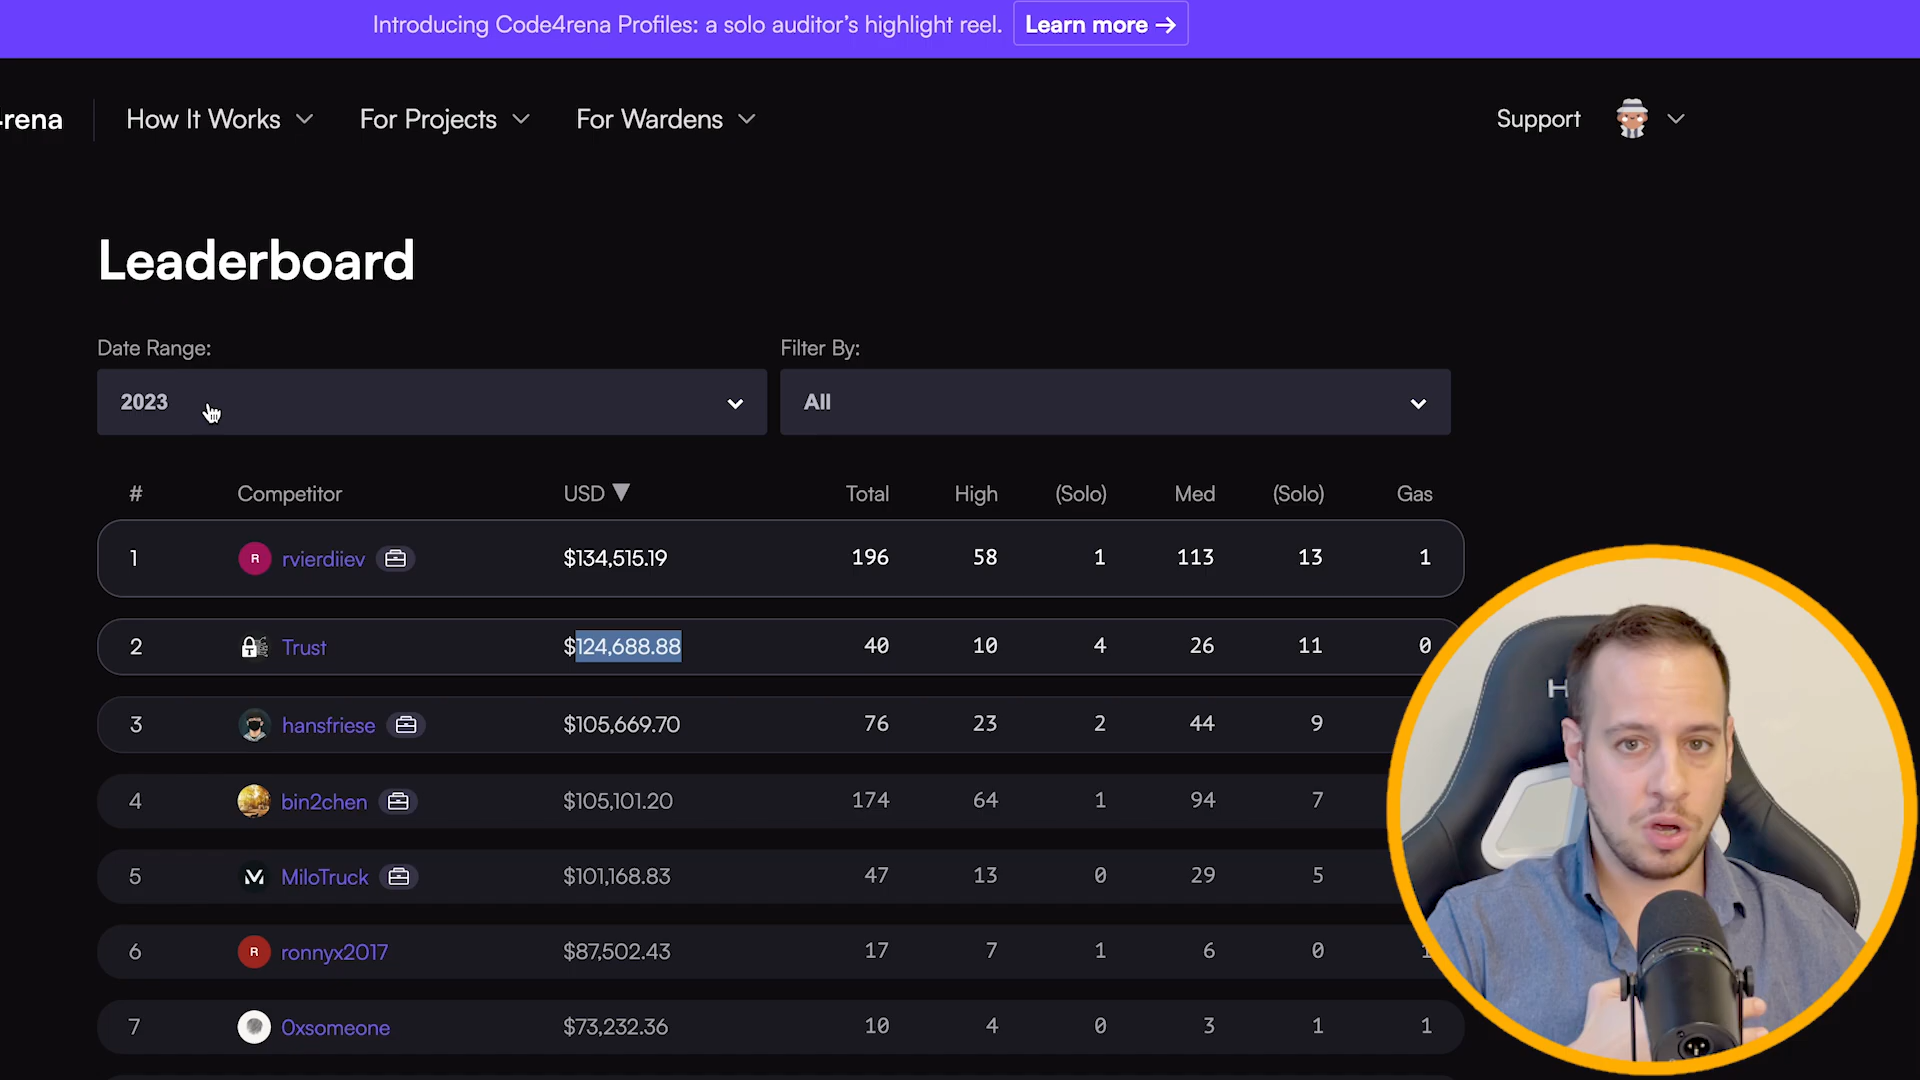 Introducing Code4rena Profiles: a solo auditor's highlight reel. Learn more →
4rena How It Works For Projects For Wardens Support
Leaderboard
Date Range: Filter By:
2023 All
# Competitor USD ▼ Total High (Solo) Med (Solo) Gas
1 R rvierdiiev $134,515.19 196 58 1 113 13 1
2 Trust $124,688.88 40 10 4 26 11 0
3 hansfriese $105,669.70 76 23 2 44 9
4 bin2chen $105,101.20 174 64 1 94 7
5 M MiloTruck $101,168.83 47 13 0 29 5
6 R ronnyx2017 $87,502.43 17 7 1 6 0 1
7 0xsomeone $73,232.36 10 4 0 3 1 1